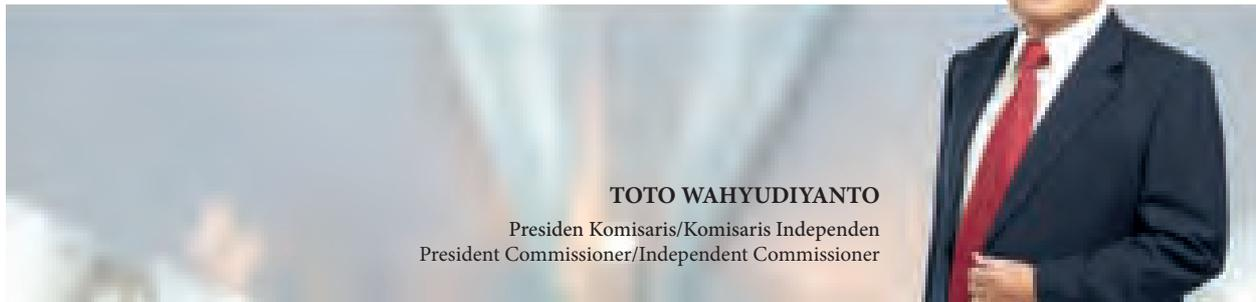 TOTO WAHYUDIYANTO
Presiden Komisaris/Komisaris Independen
President Commissioner/Independent Commissioner